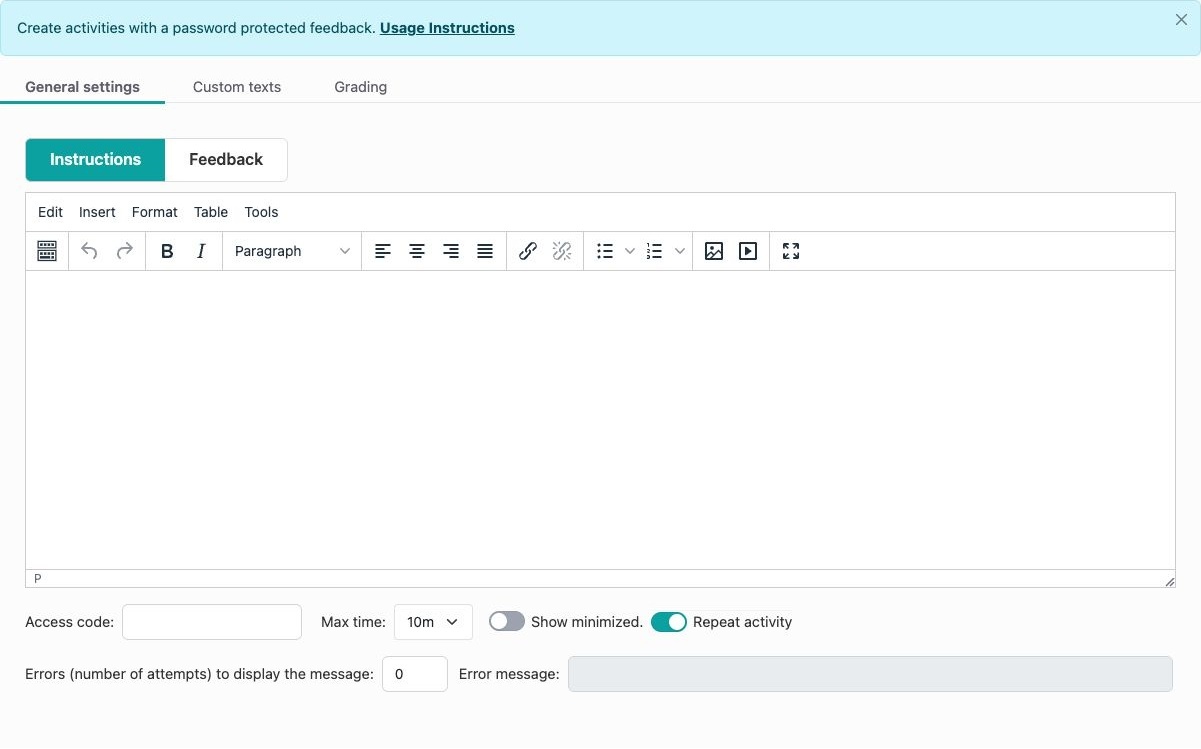 Create activities with a password protected feedback. Usage Instructions
General settings Custom texts Grading
Instructions Feedback
Edit Insert Format Table Tools
B I Paragraph
P
Access code: Max time: 10m Show minimized. Repeat activity
Errors (number of attempts) to display the message: 0 Error message: